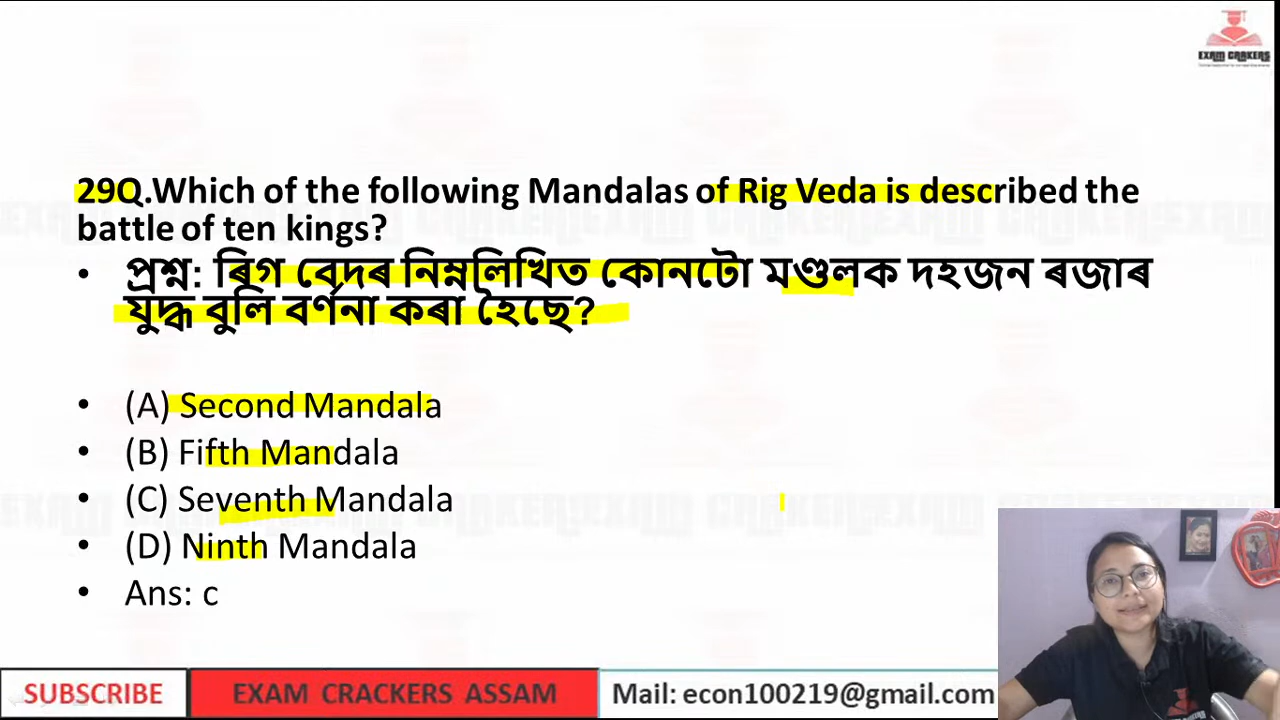 EXAM CRAKERS
29Q.Which of the following Mandalas of Rig Veda is described the
battle of ten kings?
• প্ৰশ্ন: ৰিগ বেদৰ নিম্নলিখিত কোনটো মণ্ডলক দহজন ৰজাৰ
যুদ্ধ বুলি বৰ্ণনা কৰা হৈছে?
• (A) Second Mandala
• (B) Fifth Mandala
• (C) Seventh Mandala
• (D) Ninth Mandala
• Ans: c
SUBSCRIBE EXAM CRACKERS ASSAM Mail: econ100219@gmail.com